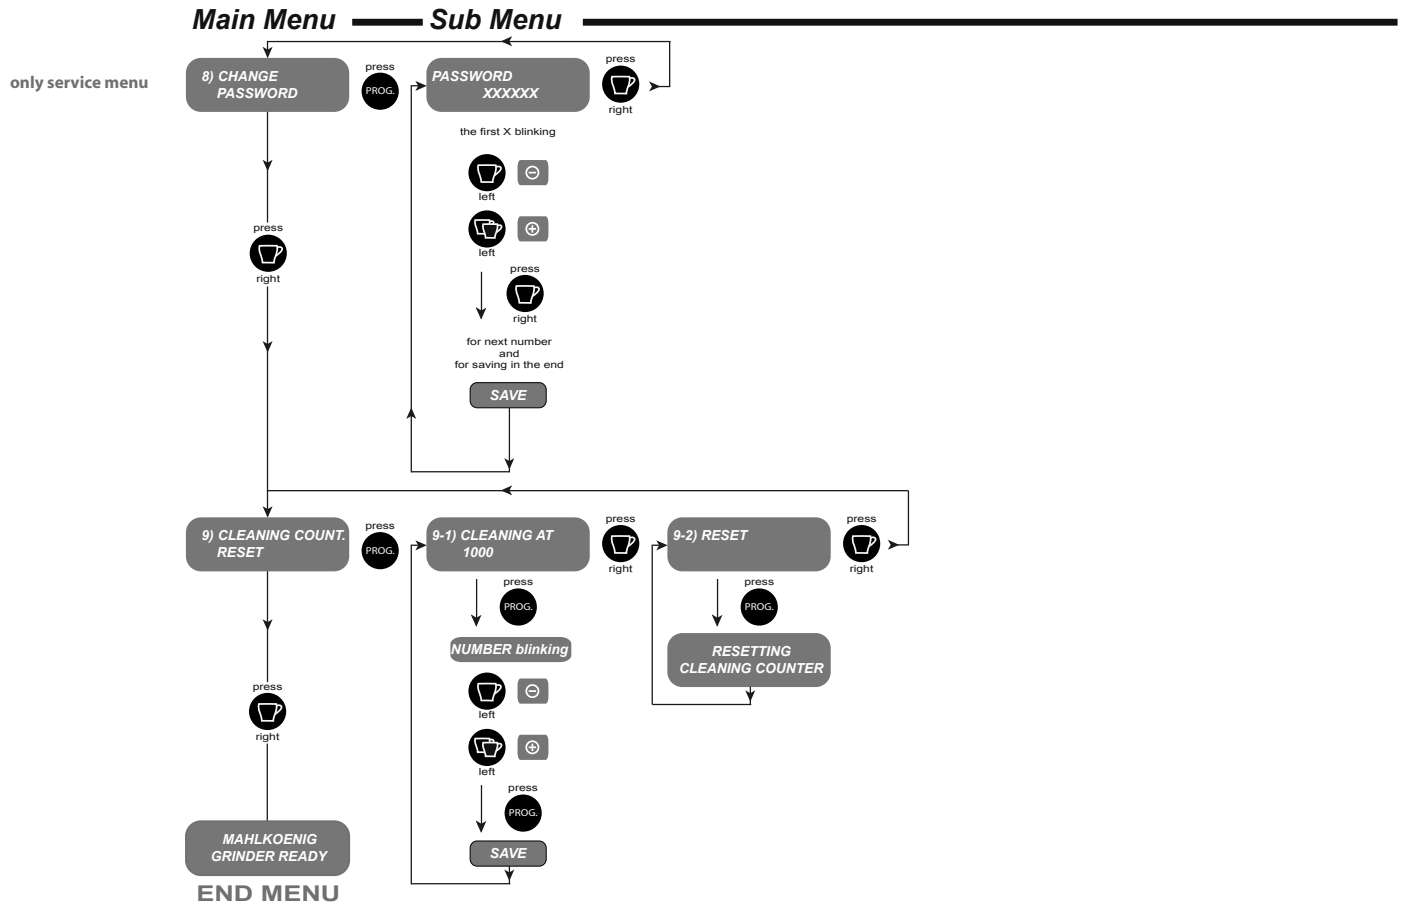 Main Menu
Sub Menu
only service menu
8) CHANGE
PASSWORD
press
PROG.
PASSWORD
XXXXXX
press
right
the first X blinking
left
left
press
right
for next number
and
for saving in the end
SAVE
press
right
9) CLEANING COUNT.
RESET
press
PROG.
9-1) CLEANING AT
1000
press
right
9-2) RESET
press
right
press
PROG.
NUMBER blinking
left
left
press
PROG.
SAVE
press
PROG.
RESETTING
CLEANING COUNTER
press
right
MAHLKOENIG
GRINDER READY
END MENU